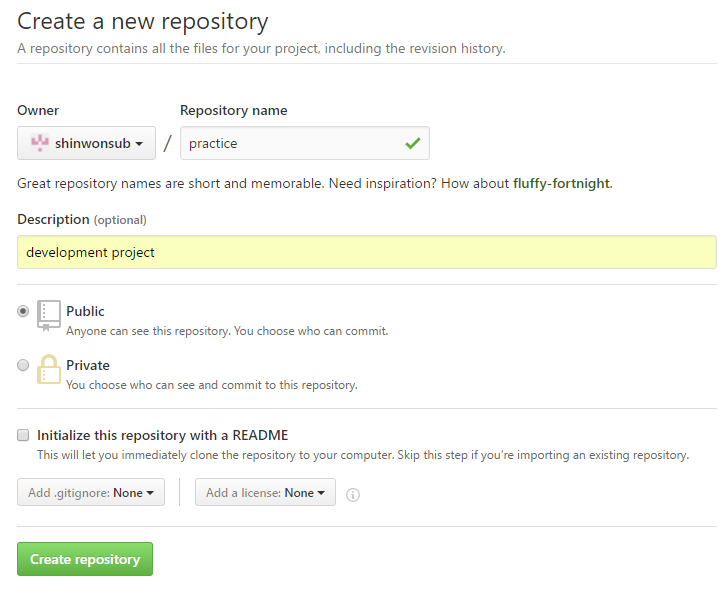 Create a new repository
A repository contains all the files for your project, including the revision history.
Owner
Repository name
shinwonsub / practice
Great repository names are short and memorable. Need inspiration? How about fluffy-fortnight.
Description (optional)
development project
Public
Anyone can see this repository. You choose who can commit.
Private
You choose who can see and commit to this repository.
Initialize this repository with a README
This will let you immediately clone the repository to your computer. Skip this step if you’re importing an existing repository.
Add .gitignore: None
Add a license: None
Create repository